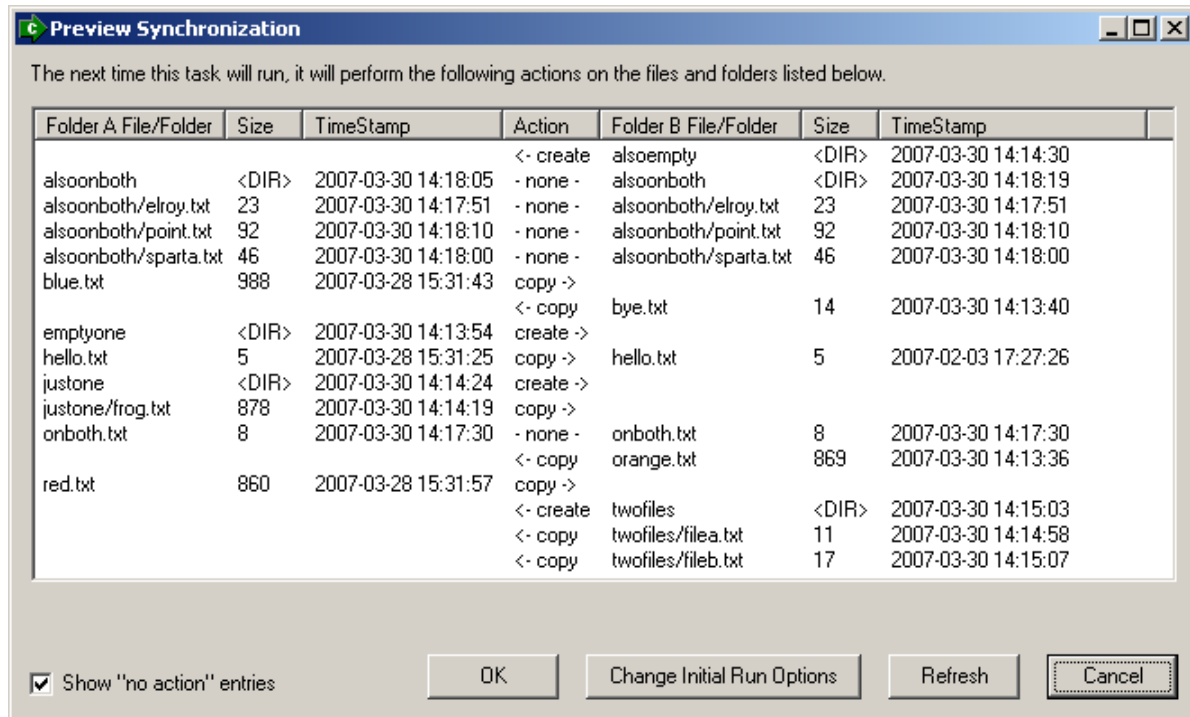 Preview Synchronization
The next time this task will run, it will perform the following actions on the files and folders listed below.
Folder A File/Folder Size TimeStamp Action Folder B File/Folder Size TimeStamp
<- create alsoempty <DIR> 2007-03-30 14:14:30
alsoonboth <DIR> 2007-03-30 14:18:05 - none - alsoonboth <DIR> 2007-03-30 14:18:19
alsoonboth/elroy.txt 23 2007-03-30 14:17:51 - none - alsoonboth/elroy.txt 23 2007-03-30 14:17:51
alsoonboth/point.txt 92 2007-03-30 14:18:10 - none - alsoonboth/point.txt 92 2007-03-30 14:18:10
alsoonboth/sparta.txt 46 2007-03-30 14:18:00 - none - alsoonboth/sparta.txt 46 2007-03-30 14:18:00
blue.txt 988 2007-03-28 15:31:43 copy ->
<- copy bye.txt 14 2007-03-30 14:13:40
emptyone <DIR> 2007-03-30 14:13:54 create ->
hello.txt 5 2007-03-28 15:31:25 copy -> hello.txt 5 2007-02-03 17:27:26
justone <DIR> 2007-03-30 14:14:24 create ->
justone/frog.txt 878 2007-03-30 14:14:19 copy ->
onboth.txt 8 2007-03-30 14:17:30 - none - onboth.txt 8 2007-03-30 14:17:30
<- copy orange.txt 869 2007-03-30 14:13:36
red.txt 860 2007-03-28 15:31:57 copy ->
<- create twofiles <DIR> 2007-03-30 14:15:03
<- copy twofiles/filea.txt 11 2007-03-30 14:14:58
<- copy twofiles/fileb.txt 17 2007-03-30 14:15:07
Show "no action" entries OK Change Initial Run Options Refresh Cancel